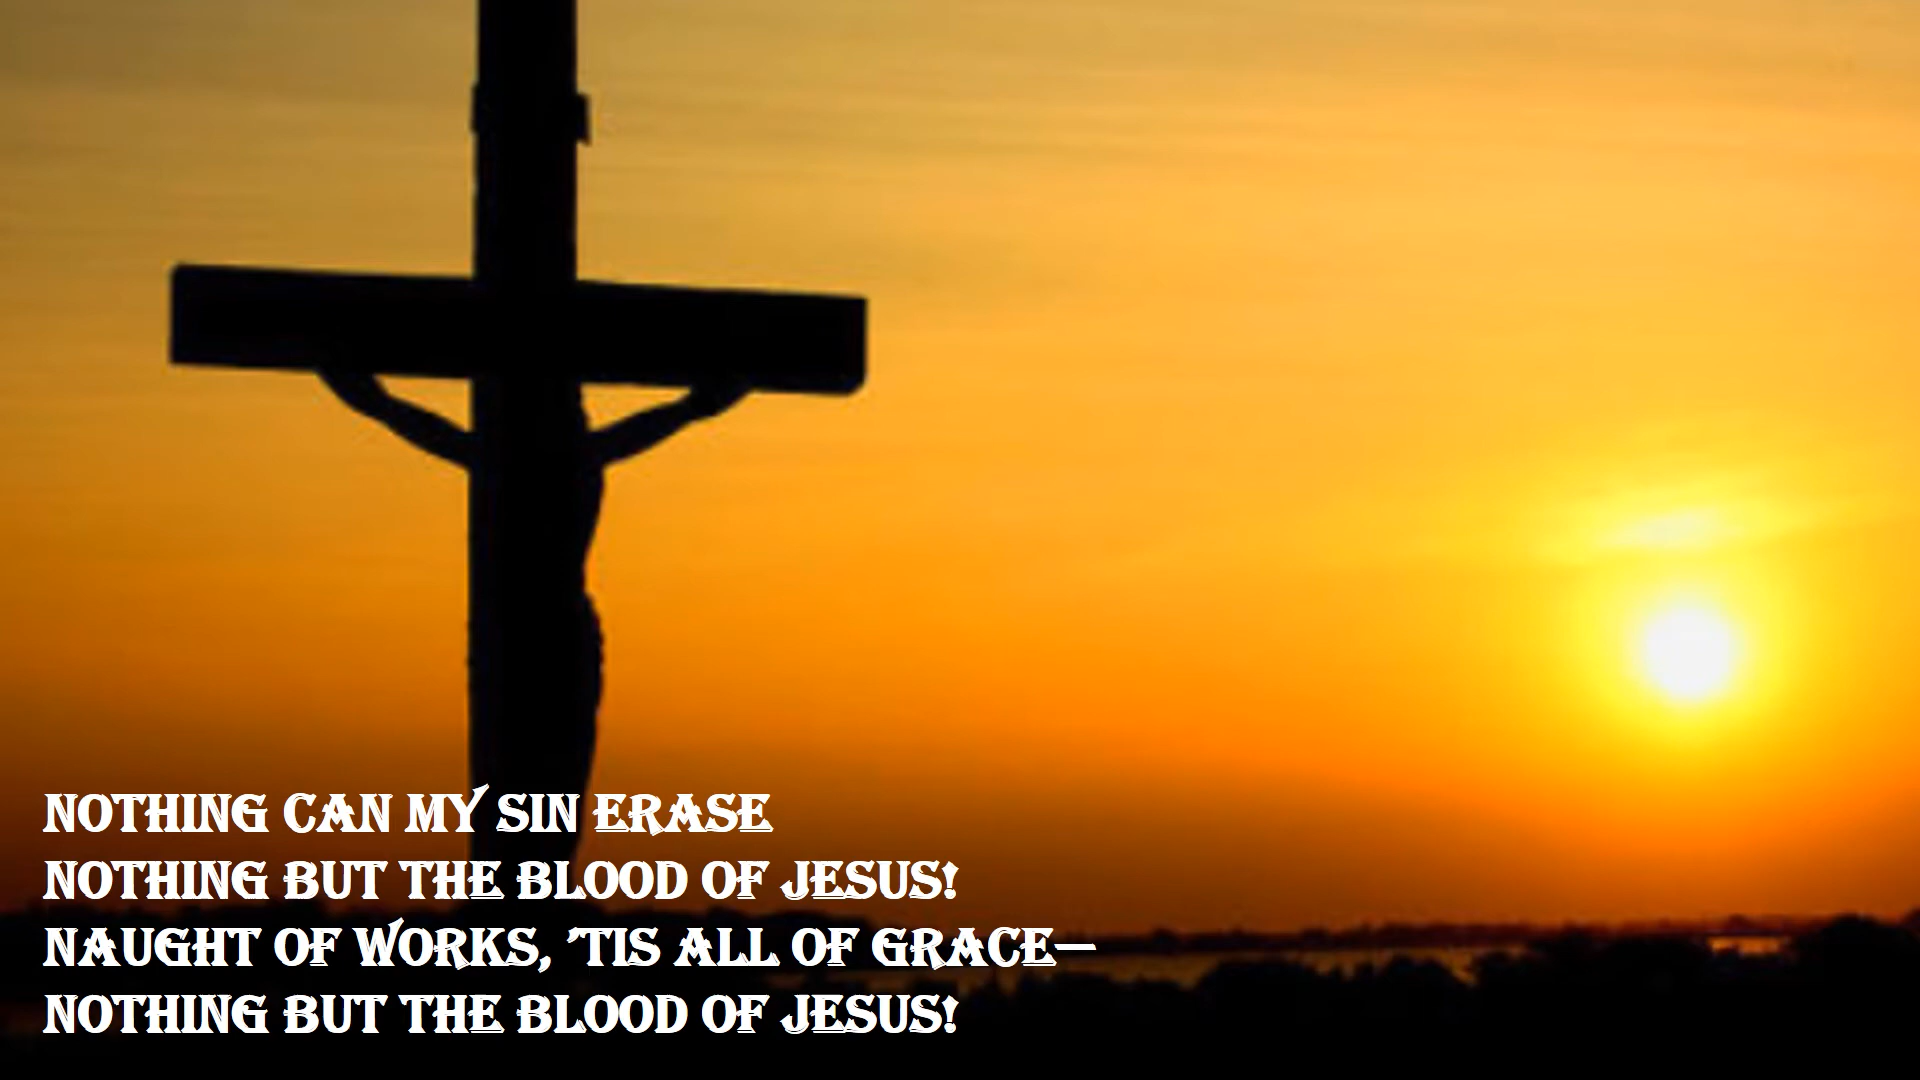 NOTHING CAN MY SIN ERASE
NOTHING BUT THE BLOOD OF JESUS!
NAUGHT OF WORKS, ’TIS ALL OF GRACE—
NOTHING BUT THE BLOOD OF JESUS!